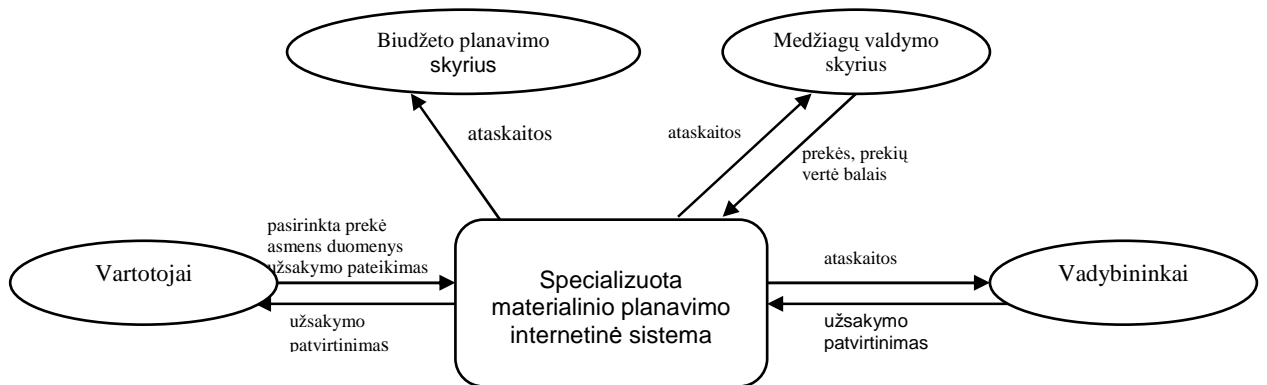 Biudžeto planavimo
skyrius
Medžiagų valdymo
skyrius
ataskaitos
ataskaitos
prekės, prekių
vertė balais
pasirinkta prekė
asmens duomenys
užsakymo pateikimas
Vartotojai
užsakymo
patvirtinimas
Specializuota
materialinio planavimo
internetinė sistema
ataskaitos
Vadybininkai
užsakymo
patvirtinimas